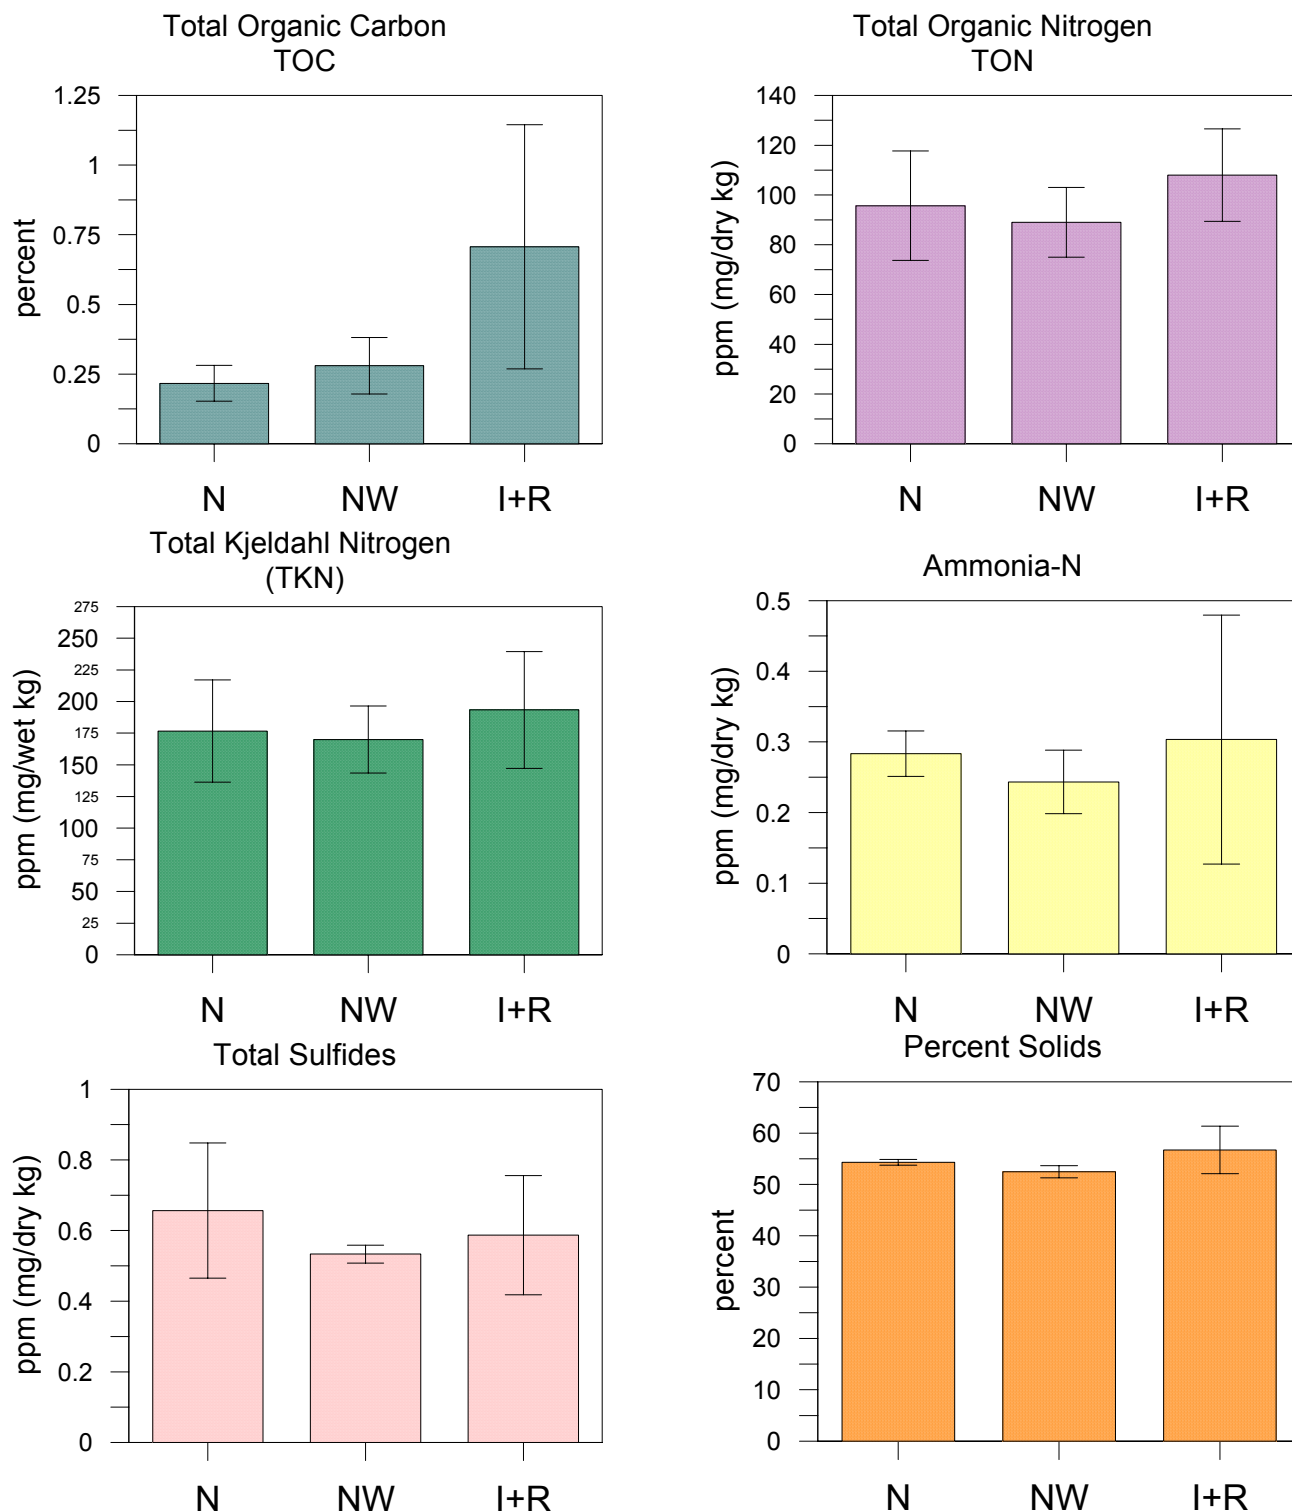 Total Organic Carbon
TOC
percent
1.25
1
0.75
0.5
0.25
0
N NW I+R
Total Organic Nitrogen
TON
ppm (mg/dry kg)
140
120
100
80
60
40
20
0
N NW I+R
Total Kjeldahl Nitrogen
(TKN)
ppm (mg/wet kg)
275
250
225
200
175
150
125
100
75
50
25
0
N NW I+R
Ammonia-N
ppm (mg/dry kg)
0.5
0.4
0.3
0.2
0.1
0
N NW I+R
Total Sulfides
ppm (mg/dry kg)
1
0.8
0.6
0.4
0.2
0
N NW I+R
Percent Solids
percent
70
60
50
40
30
20
10
0
N NW I+R